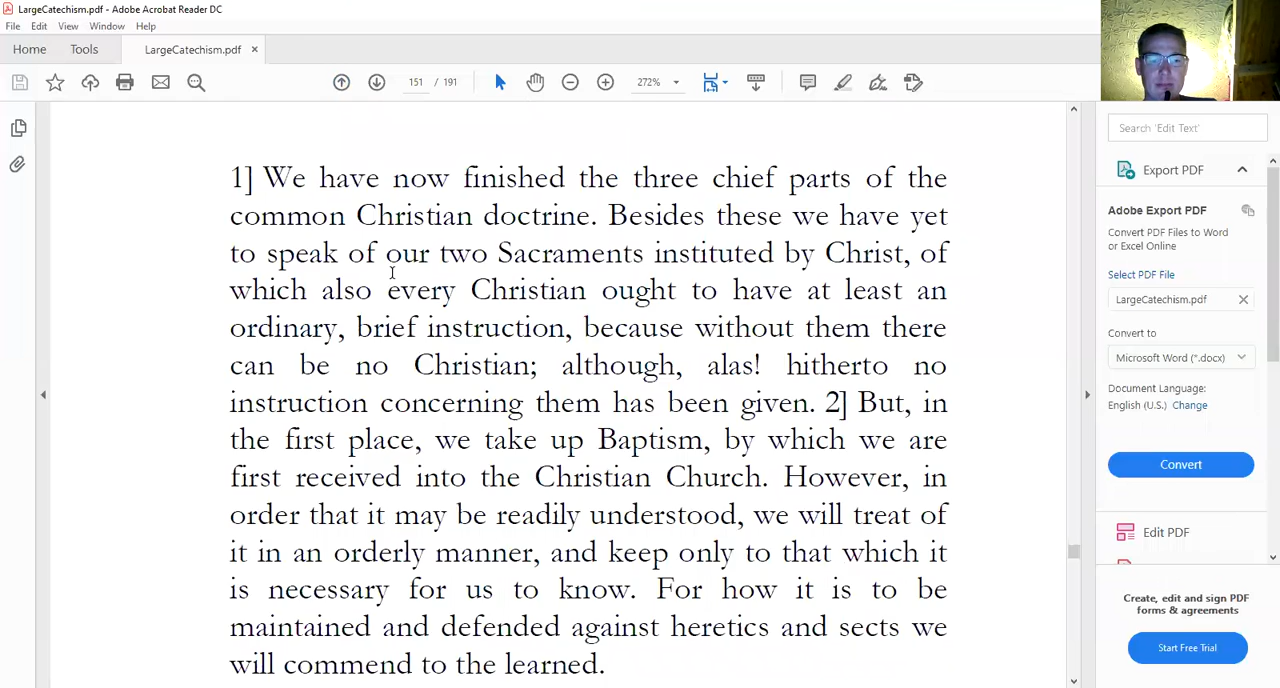 LargeCatechism.pdf - Adobe Acrobat Reader DC
File Edit View Window Help
Home Tools LargeCatechism.pdf ×
151 / 191 272%
1] We have now finished the three chief parts of the
common Christian doctrine. Besides these we have yet
to speak of our two Sacraments instituted by Christ, of
which also every Christian ought to have at least an
ordinary, brief instruction, because without them there
can be no Christian; although, alas! hitherto no
instruction concerning them has been given. 2] But, in
the first place, we take up Baptism, by which we are
first received into the Christian Church. However, in
order that it may be readily understood, we will treat of
it in an orderly manner, and keep only to that which it
is necessary for us to know. For how it is to be
maintained and defended against heretics and sects we
will commend to the learned.
Search 'Edit Text'
Export PDF
Adobe Export PDF
Convert PDF Files to Word
or Excel Online
Select PDF File
LargeCatechism.pdf
Convert to
Microsoft Word (*.docx)
Document Language:
English (U.S.) Change
Convert
Edit PDF
Create, edit and sign PDF
forms & agreements
Start Free Trial